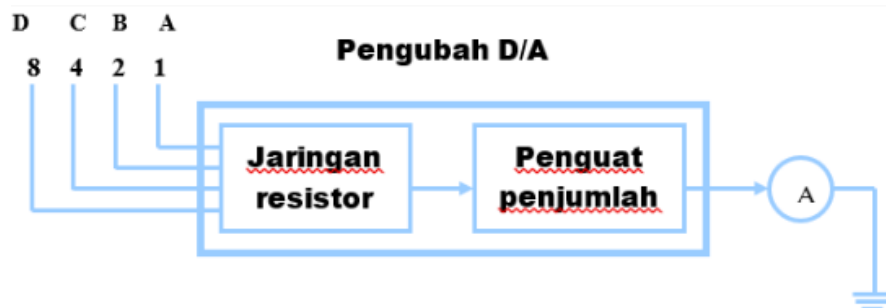 D C B A
Pengubah D/A
8 4 2 1
Jaringan
resistor
Penguat
penjumlah
A